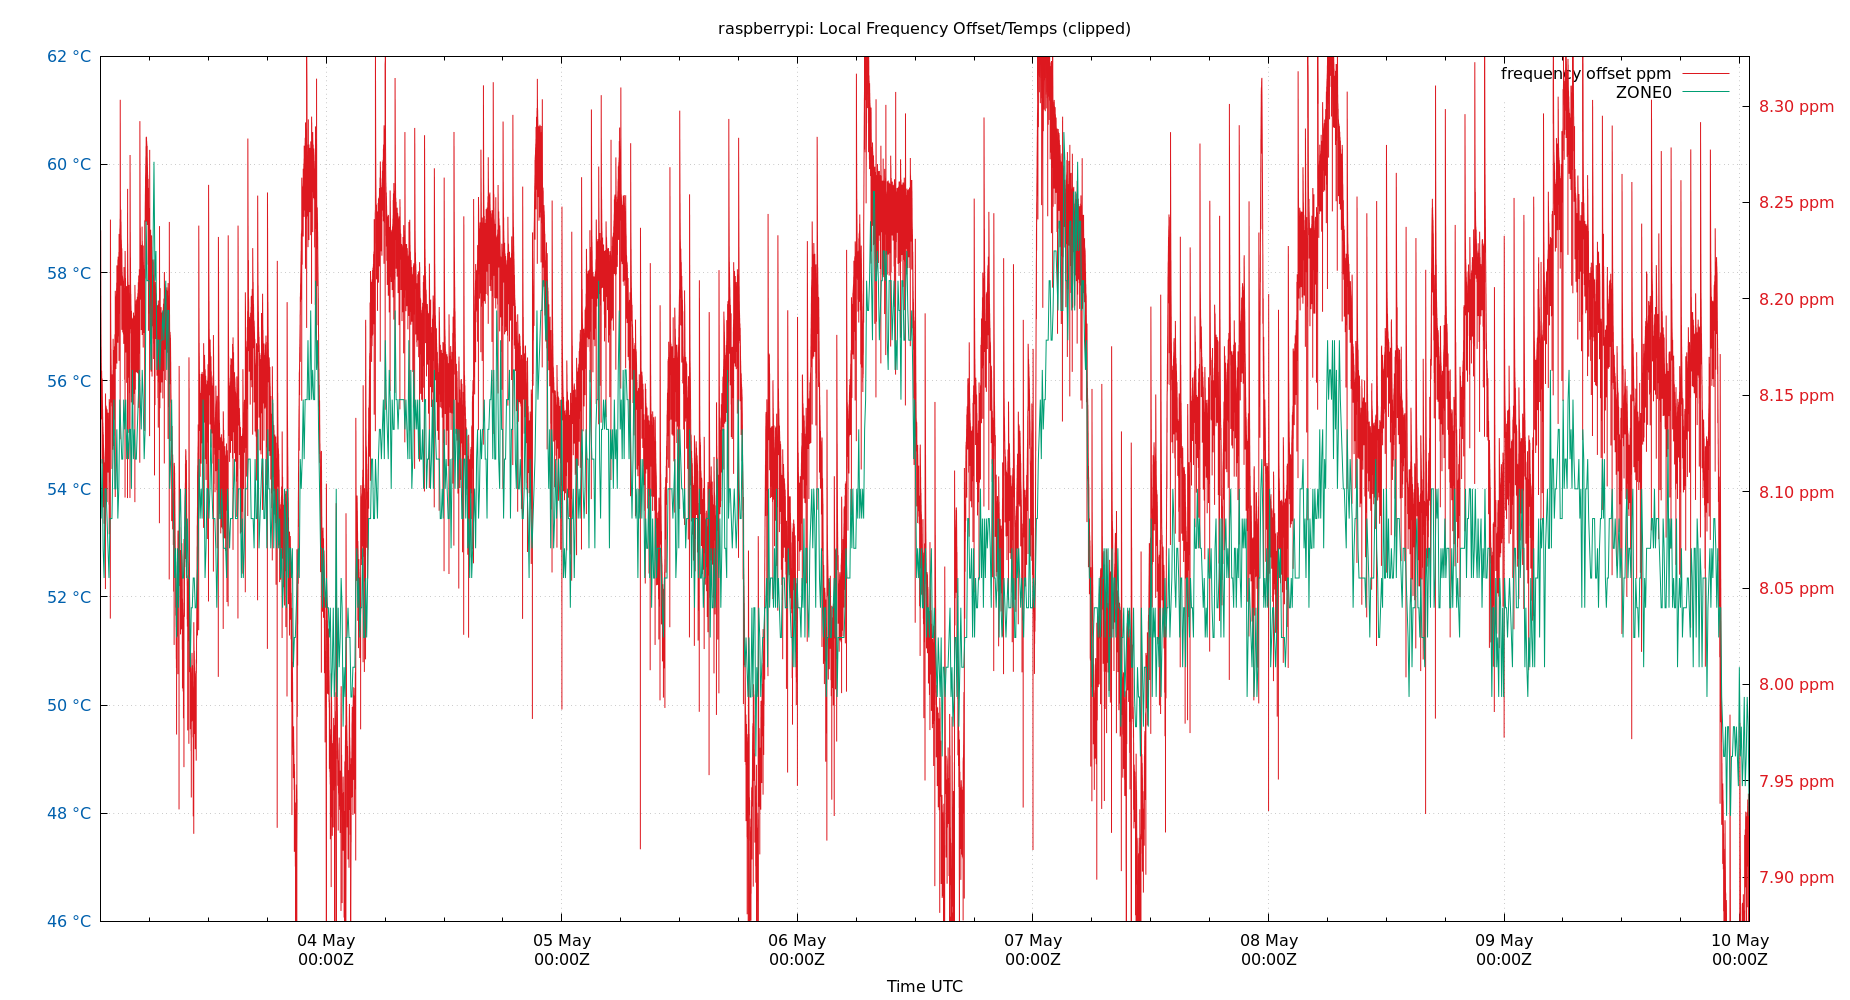 raspberrypi: Local Frequency Offset/Temps (clipped)
62 °C
60 °C
58 °C
56 °C
54 °C
52 °C
50 °C
48 °C
46 °C
frequency offset ppm
ZONE0
8.30 ppm
8.25 ppm
8.20 ppm
8.15 ppm
8.10 ppm
8.05 ppm
8.00 ppm
7.95 ppm
7.90 ppm
04 May 05 May 06 May 07 May 08 May 09 May 10 May
00:00Z 00:00Z 00:00Z 00:00Z 00:00Z 00:00Z 00:00Z
Time UTC